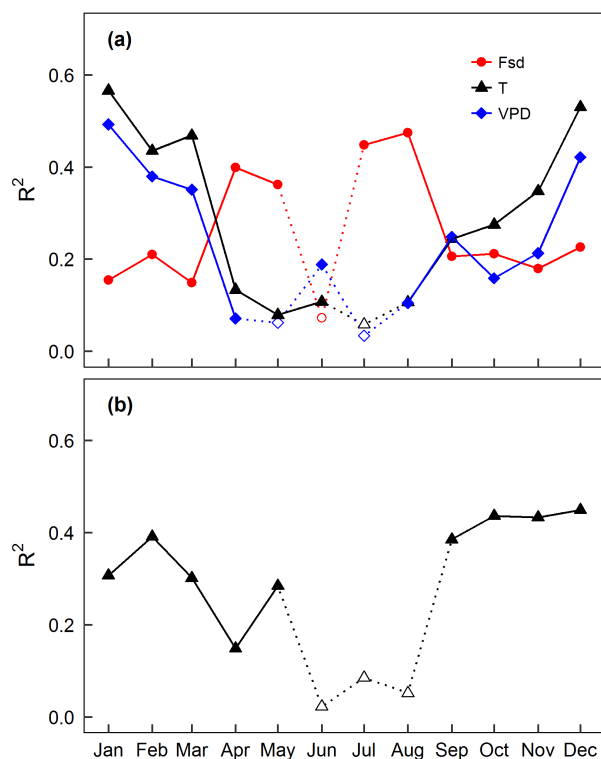 (a)
Fsd
T
VPD
0.6
0.4
0.2
0.0
R²
(b)
0.6
0.4
0.2
0.0
R²
Jan Feb Mar Apr May Jun Jul Aug Sep Oct Nov Dec